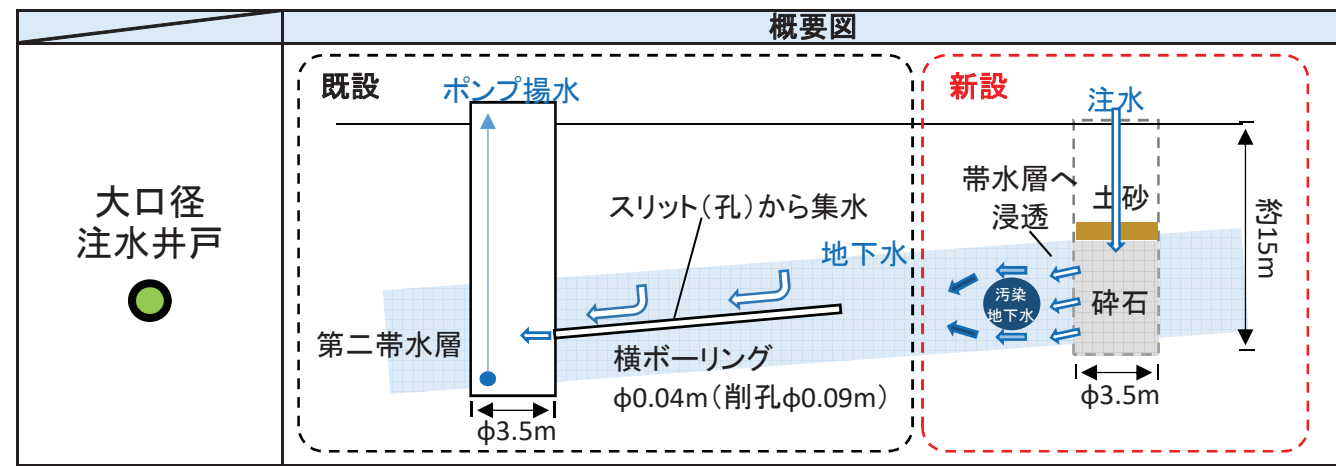 概要図
大口径
注水井戸
既設
ポンプ揚水
スリット（孔）から集水
地下水
第二帯水層
横ボーリング
φ0.04m（削孔φ0.09m）
φ3.5m
新設
注水
帯水層へ
浸透
土砂
汚染
地下水
砕石
約15m
φ3.5m